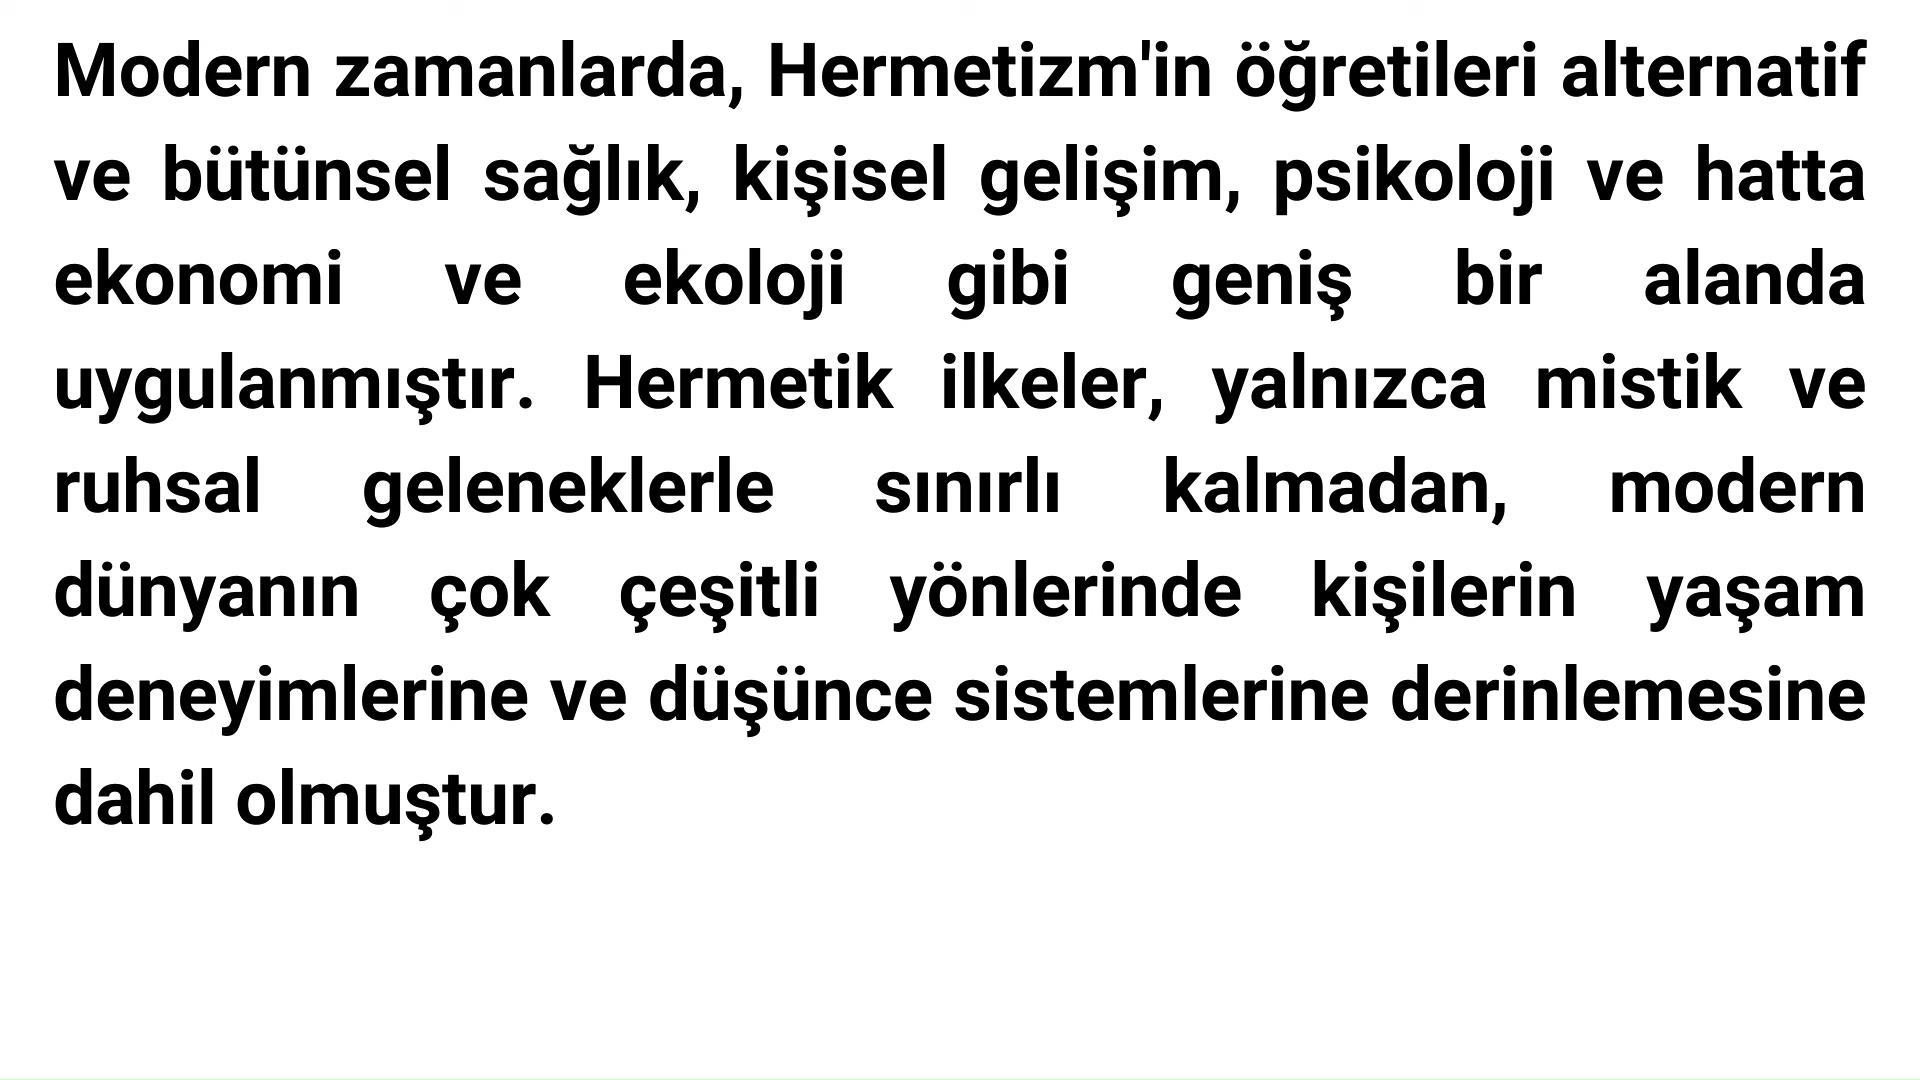 Modern zamanlarda, Hermetizm'in öğretileri alternatif
ve bütünsel sağlık, kişisel gelişim, psikoloji ve hatta
ekonomi ve ekoloji gibi geniş bir alanda
uygulanmıştır. Hermetik ilkeler, yalnızca mistik ve
ruhsal geleneklerle sınırlı kalmadan, modern
dünyanın çok çeşitli yönlerinde kişilerin yaşam
deneyimlerine ve düşünce sistemlerine derinlemesine
dahil olmuştur.